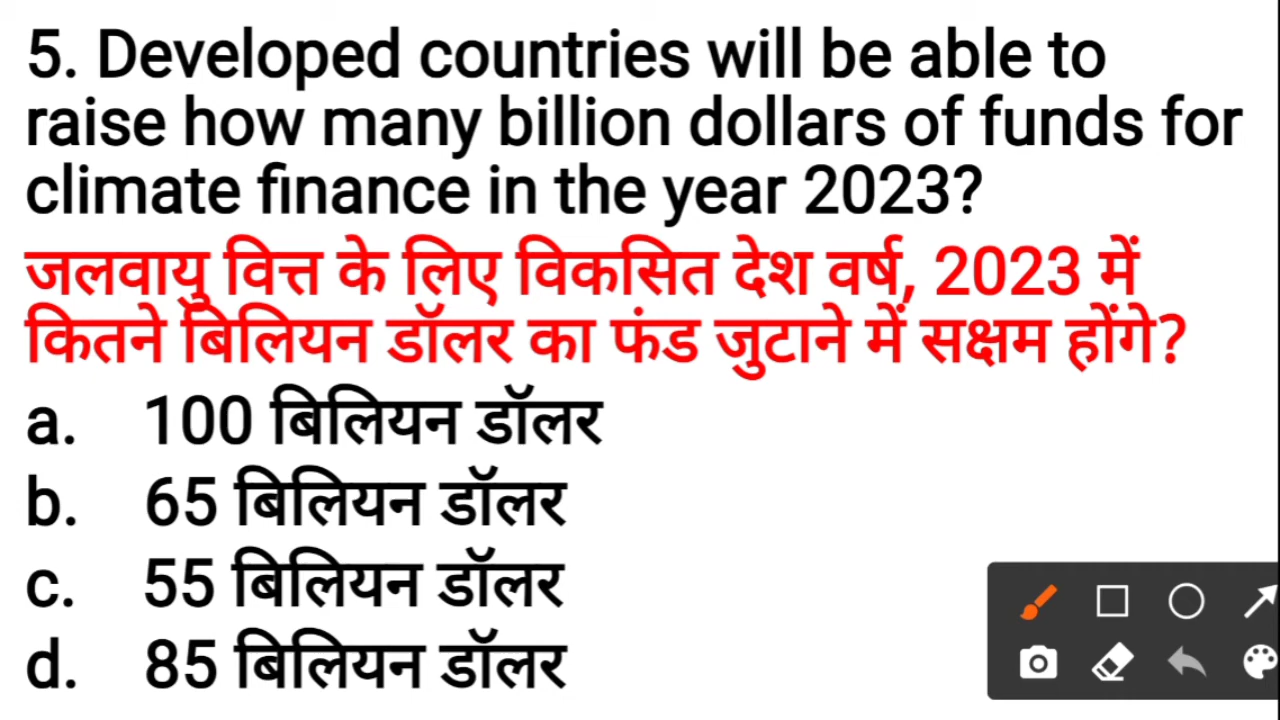 5. Developed countries will be able to
raise how many billion dollars of funds for
climate finance in the year 2023?
जलवायु वित्त के लिए विकसित देश वर्ष, 2023 में
कितने बिलियन डॉलर का फंड जुटाने में सक्षम होंगे?
a. 100 बिलियन डॉलर
b. 65 बिलियन डॉलर
c. 55 बिलियन डॉलर
d. 85 बिलियन डॉलर